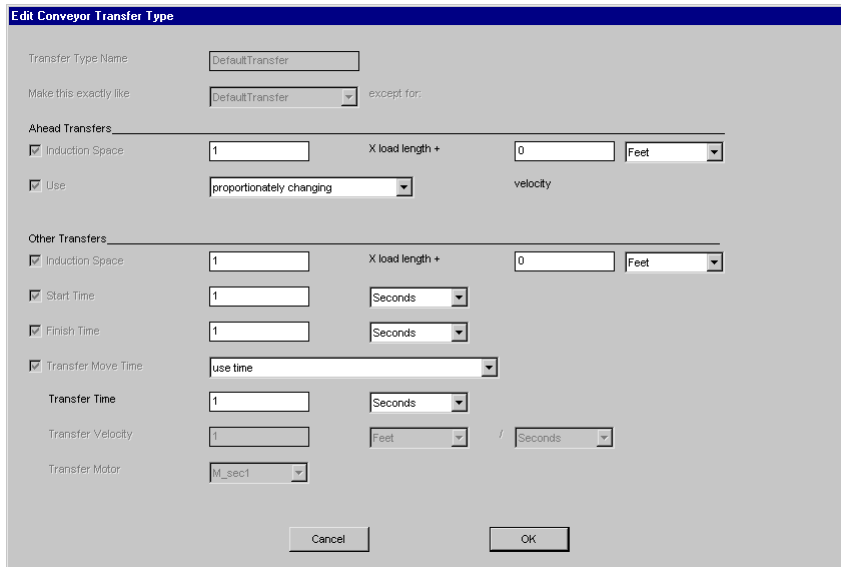 Edit Conveyor Transfer Type
Transfer Type Name DefaultTransfer
Make this exactly like DefaultTransfer except for:
Ahead Transfers
Induction Space 1 X load length + 0 Feet
Use proportionately changing velocity
Other Transfers
Induction Space 1 X load length + 0 Feet
Start Time 1 Seconds
Finish Time 1 Seconds
Transfer Move Time use time
Transfer Time 1 Seconds
Transfer Velocity 1 Feet / Seconds
Transfer Motor M_sec1
Cancel OK